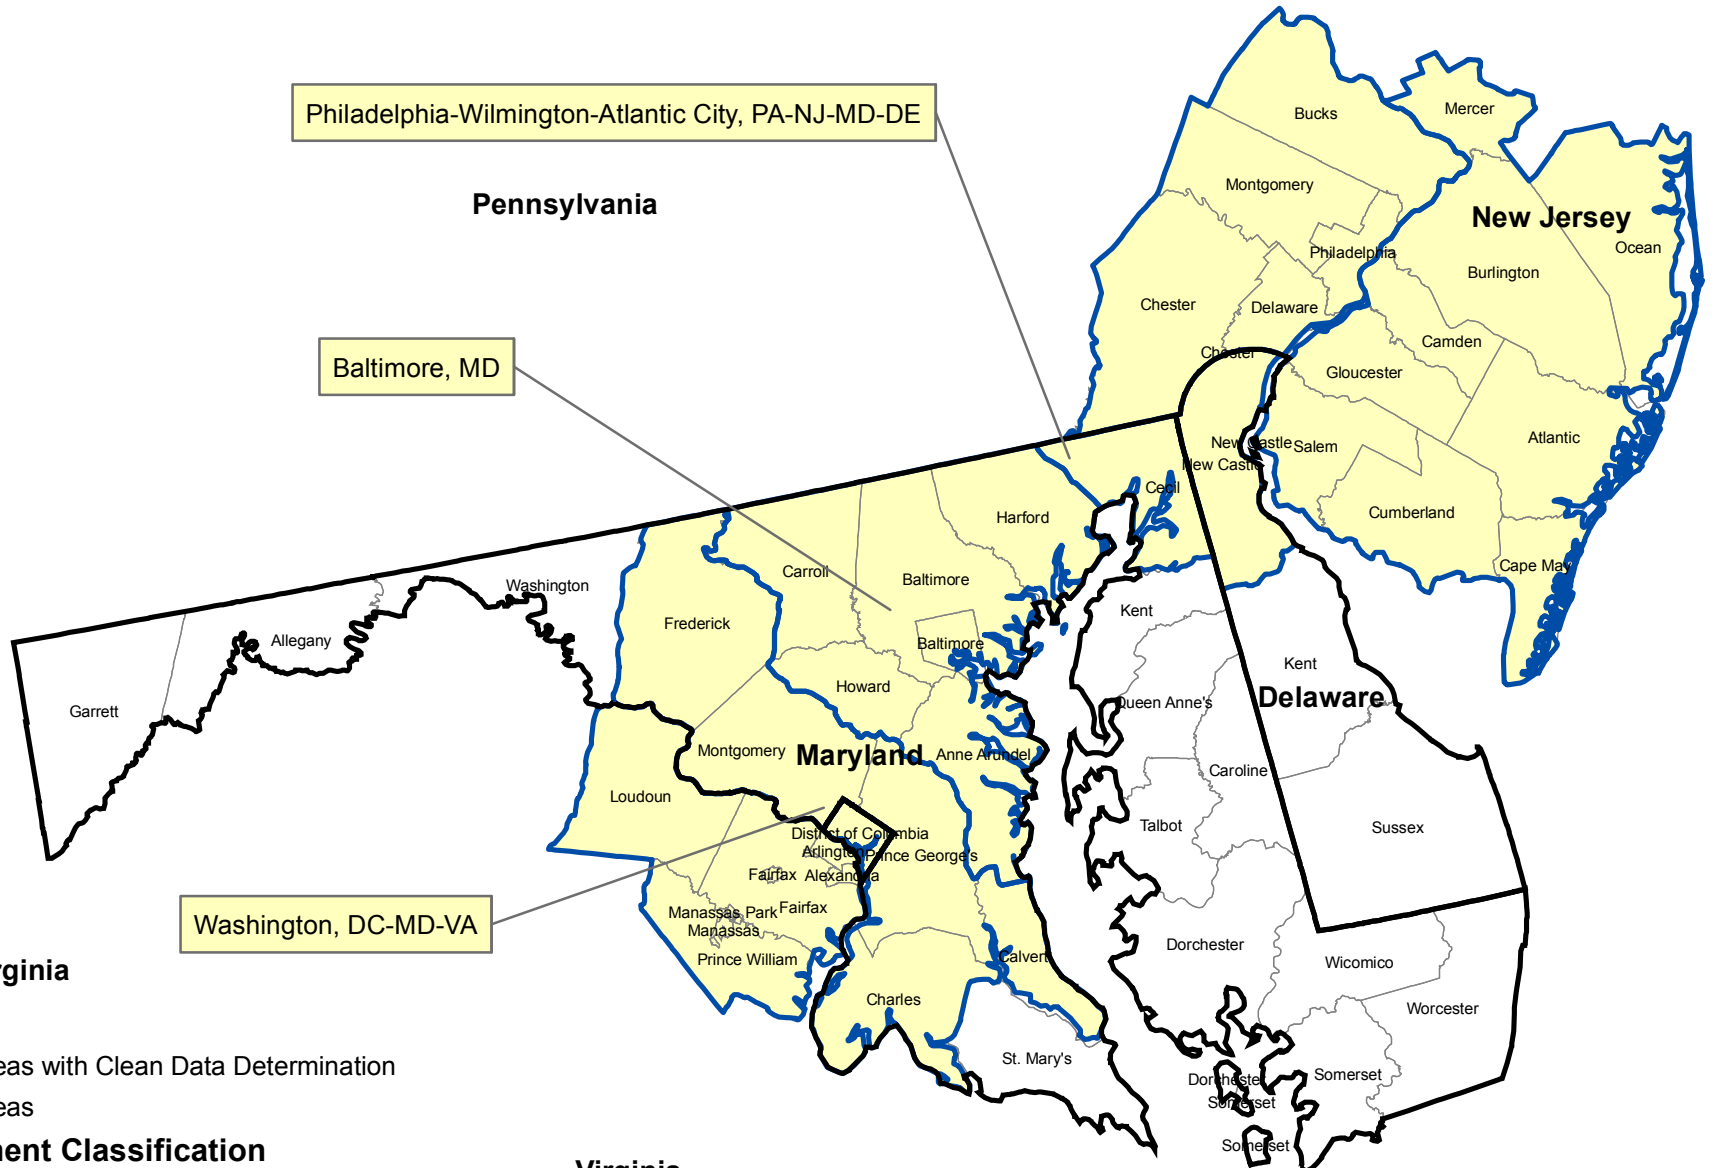 Bucks
Mercer
Philadelphia-Wilmington-Atlantic City, PA-NJ-MD-DE
Montgomery
Pennsylvania
New Jersey
Ocean
Philadelphia
Burlington
Chester
Delaware
Camden
Chester
Baltimore, MD
Gloucester
Atlantic
New Castle
Salem
New Castle
Cecil
Harford
Cumberland
Cape May
Carroll
Baltimore
Washington
Kent
Frederick
Allegany
Baltimore
Kent
Howard
Delaware
Queen Anne's
Garrett
Montgomery
Maryland
Anne Arundel
Caroline
Loudoun
Talbot
Sussex
District of Columbia
Arlington
Prince George's
Fairfax
Alexandria
Manassas Park
Fairfax
Washington, DC-MD-VA
Manassas
Dorchester
Prince William
Calvert
Wicomico
rginia
Charles
Worcester
St. Mary's
eas with Clean Data Determination
Somerset
Dorchester
Somerset
eas
Somerset
ent Classification
Virginia